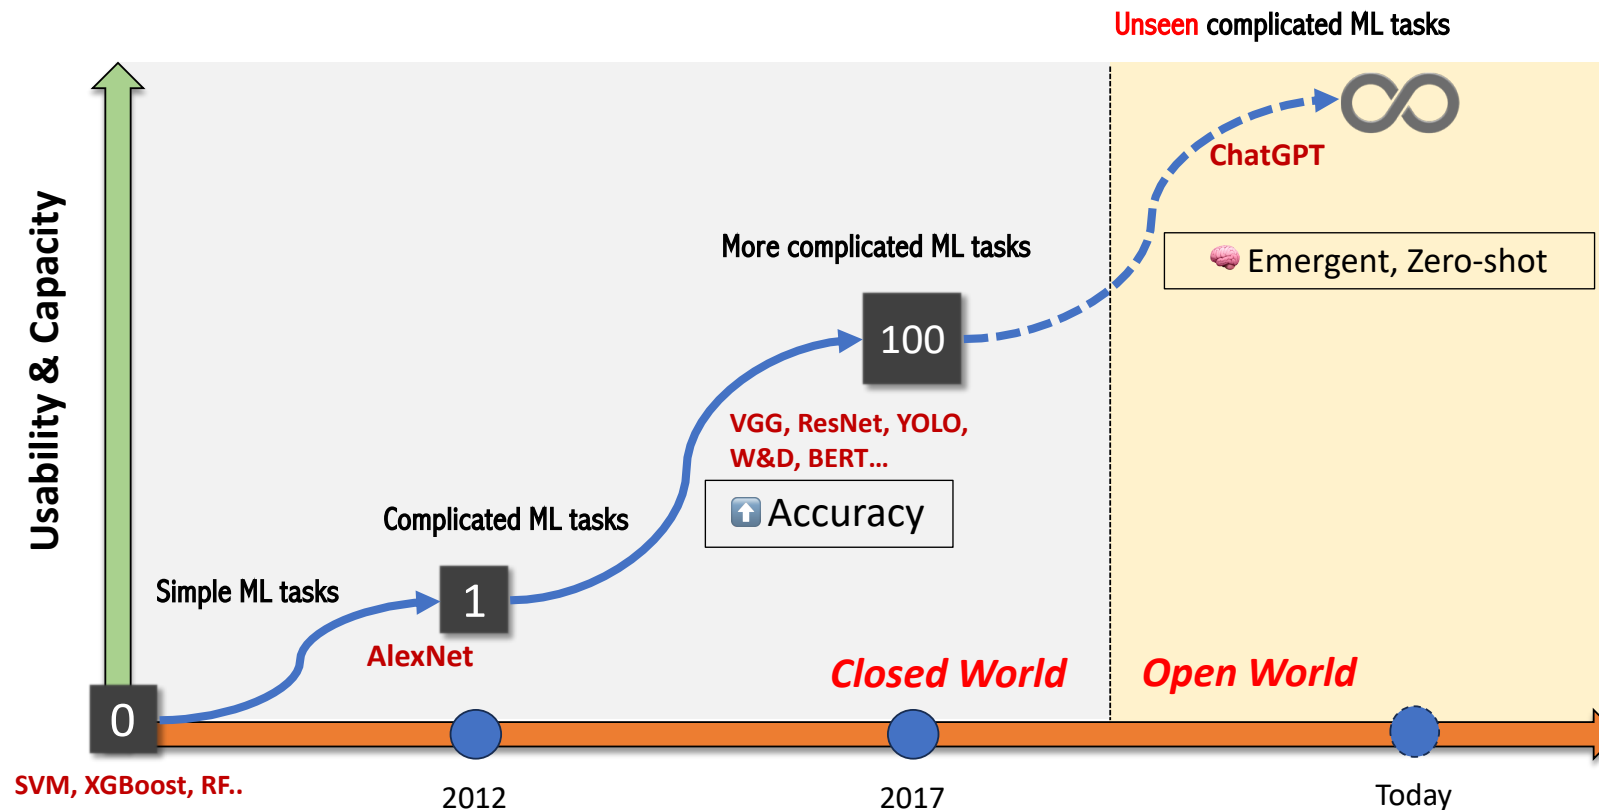 Unseen complicated ML tasks
ChatGPT
Usability & Capacity
More complicated ML tasks
Emergent, Zero-shot
100
VGG, ResNet, YOLO,
W&D, BERT...
Accuracy
Complicated ML tasks
Simple ML tasks
1
AlexNet
Closed World
Open World
0
SVM, XGBoost, RF..
2012
2017
Today